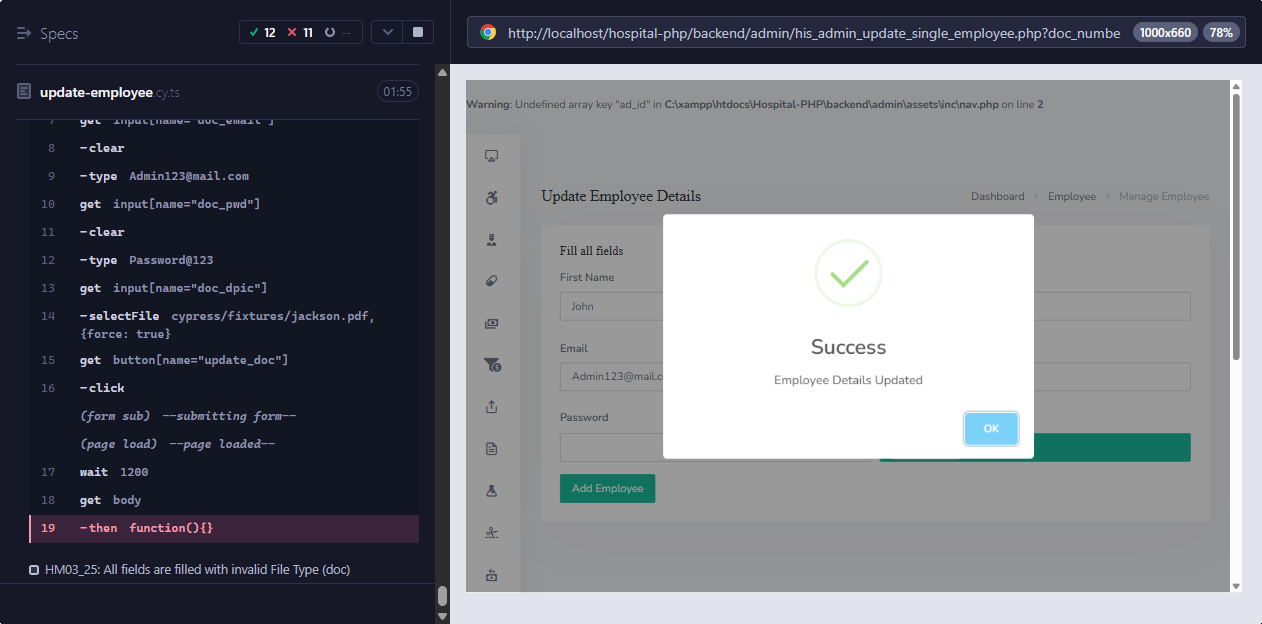 Specs
12
11
--
update-employee.cy.ts
01:55
7 get input[name="doc_email"]
8 -clear
9 -type Admin123@mail.com
10 get input[name="doc_pwd"]
11 -clear
12 -type Password@123
13 get input[name="doc_dpic"]
14 -selectFile cypress/fixtures/jackson.pdf,
{force: true}
15 get button[name="update_doc"]
16 -click
(form sub) --submitting form--
(page load) --page loaded--
17 wait 1200
18 get body
19 -then function(){}
HM03_25: All fields are filled with invalid File Type (doc)
http://localhost/hospital-php/backend/admin/his_admin_update_single_employee.php?doc_numbe
1000x660
78%
Warning: Undefined array key "ad_id" in C:\xampp\htdocs\Hospital-PHP\backend\admin\assets\inc\nav.php on line 2
Update Employee Details
Dashboard > Employee > Manage Employee
Fill all fields
First Name
John
Email
Admin123@mail.c
Password
Add Employee
Success
Employee Details Updated
OK